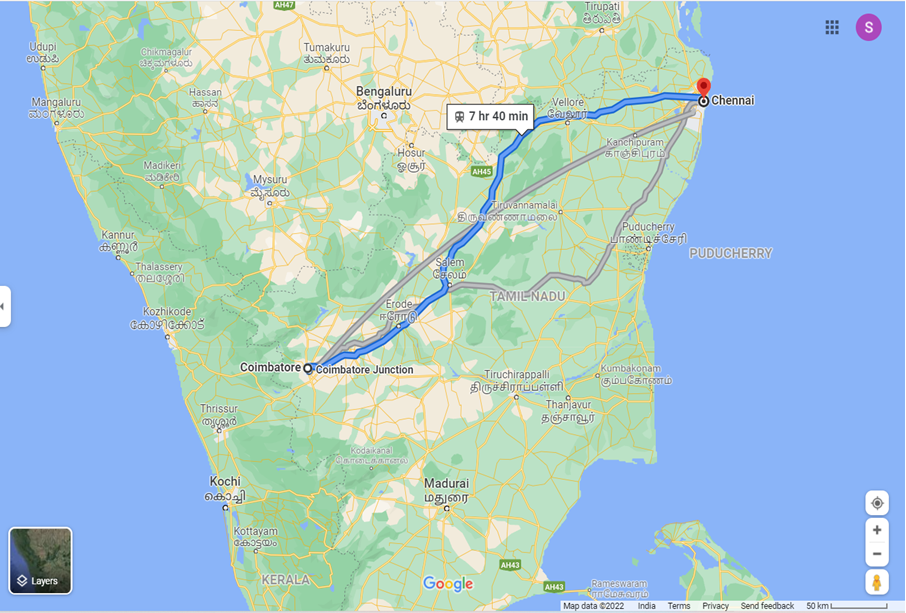 AH47
Tirupati
తిరుపతి
S
Udupi
ಉಡುಪಿ
Tumakuru
ತುಮಕೂರು
Chikmagalur
ಚಿಕ್ಕಮಗಳೂರು
Hassan
ಹಾಸನ
Bengaluru
ಬೆಂಗಳೂರು
Mangaluru
ಮಂಗಳೂರು
7 hr 40 min
Vellore
வேலூர்
Chennai
Kanchipuram
காஞ்சிபுரம்
Hosur
ஓசூர்
AH45
Madikeri
ಮಡಿಕೇರಿ
Mysuru
ಮೈಸೂರು
Tiruvannamalai
திருவண்ணாமலை
Kannur
കണ്ണൂർ
Puducherry
பாண்டிச்சேரி
PUDUCHERRY
Thalassery
തലശ്ശേരി
Salem
சேலம்
TAMIL NADU
Kozhikode
കോഴിക്കോട്
Erode
ஈரோடு
Coimbatore
Coimbatore Junction
Tiruchirappalli
திருச்சிராப்பள்ளி
Kumbakonam
கும்பகோணம்
Thrissur
തൃശ്ശൂർ
Thanjavur
தஞ்சாவூர்
Kodaikanal
கொடைக்கானல்
Kochi
കൊച്ചി
Madurai
மதுரை
Kottayam
കോട്ടയം
AH43
KERALA
Google
AH43
Rameswaram
Layers
Map data ©2022 India Terms Privacy Send feedback 50 km